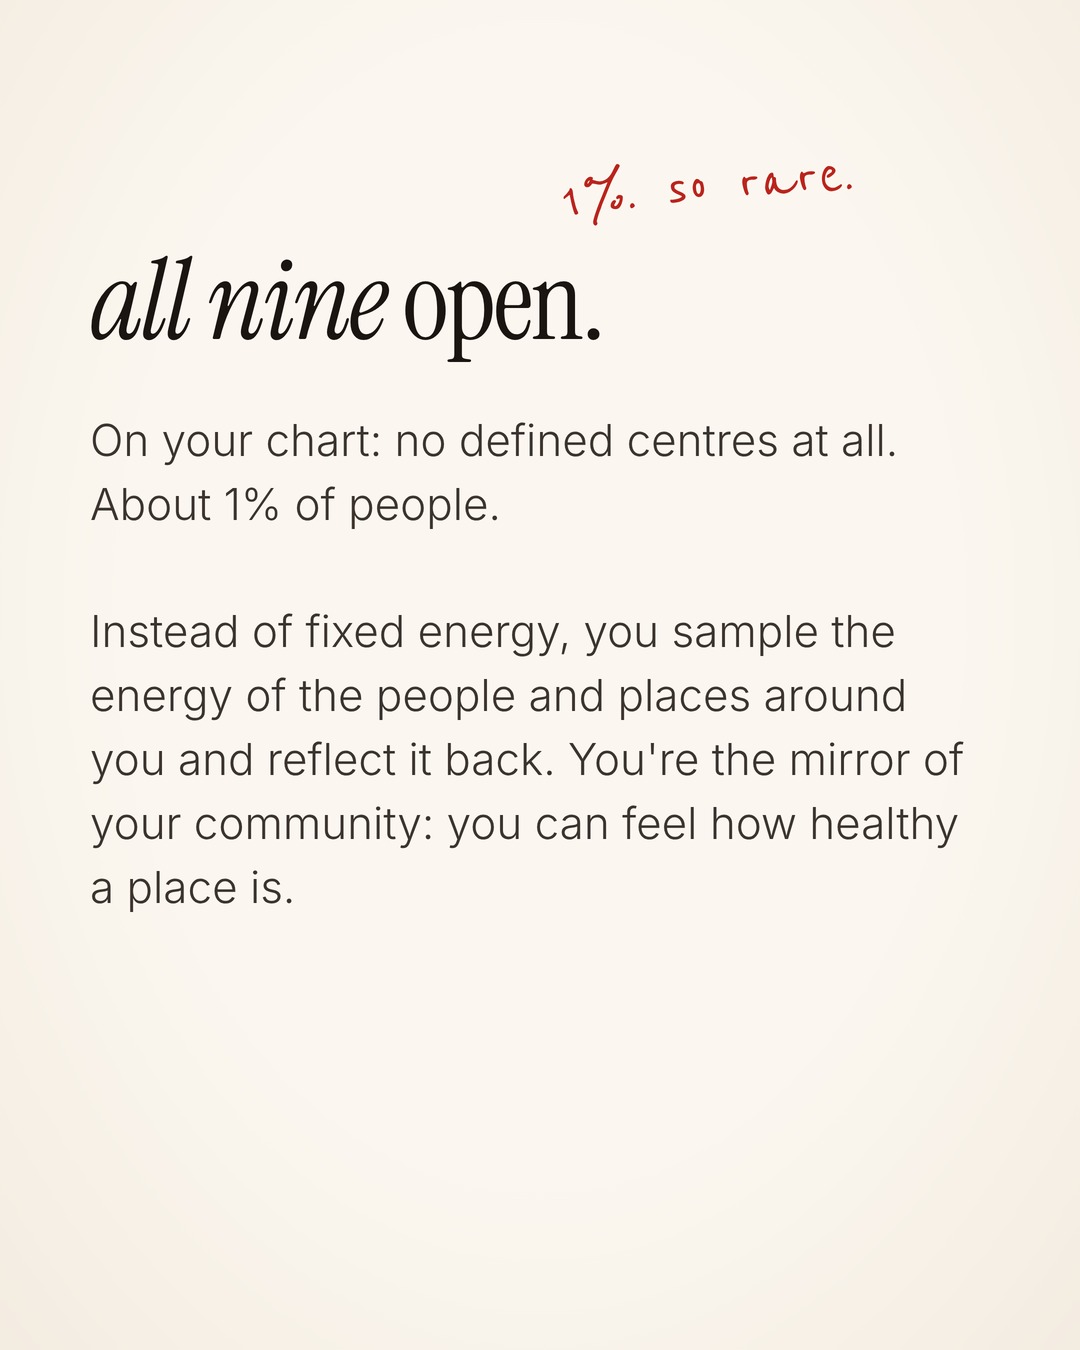 1%. so rare.
all nine open.
On your chart: no defined centres at all.
About 1% of people.
Instead of fixed energy, you sample the
energy of the people and places around
you and reflect it back. You're the mirror of
your community: you can feel how healthy
a place is.